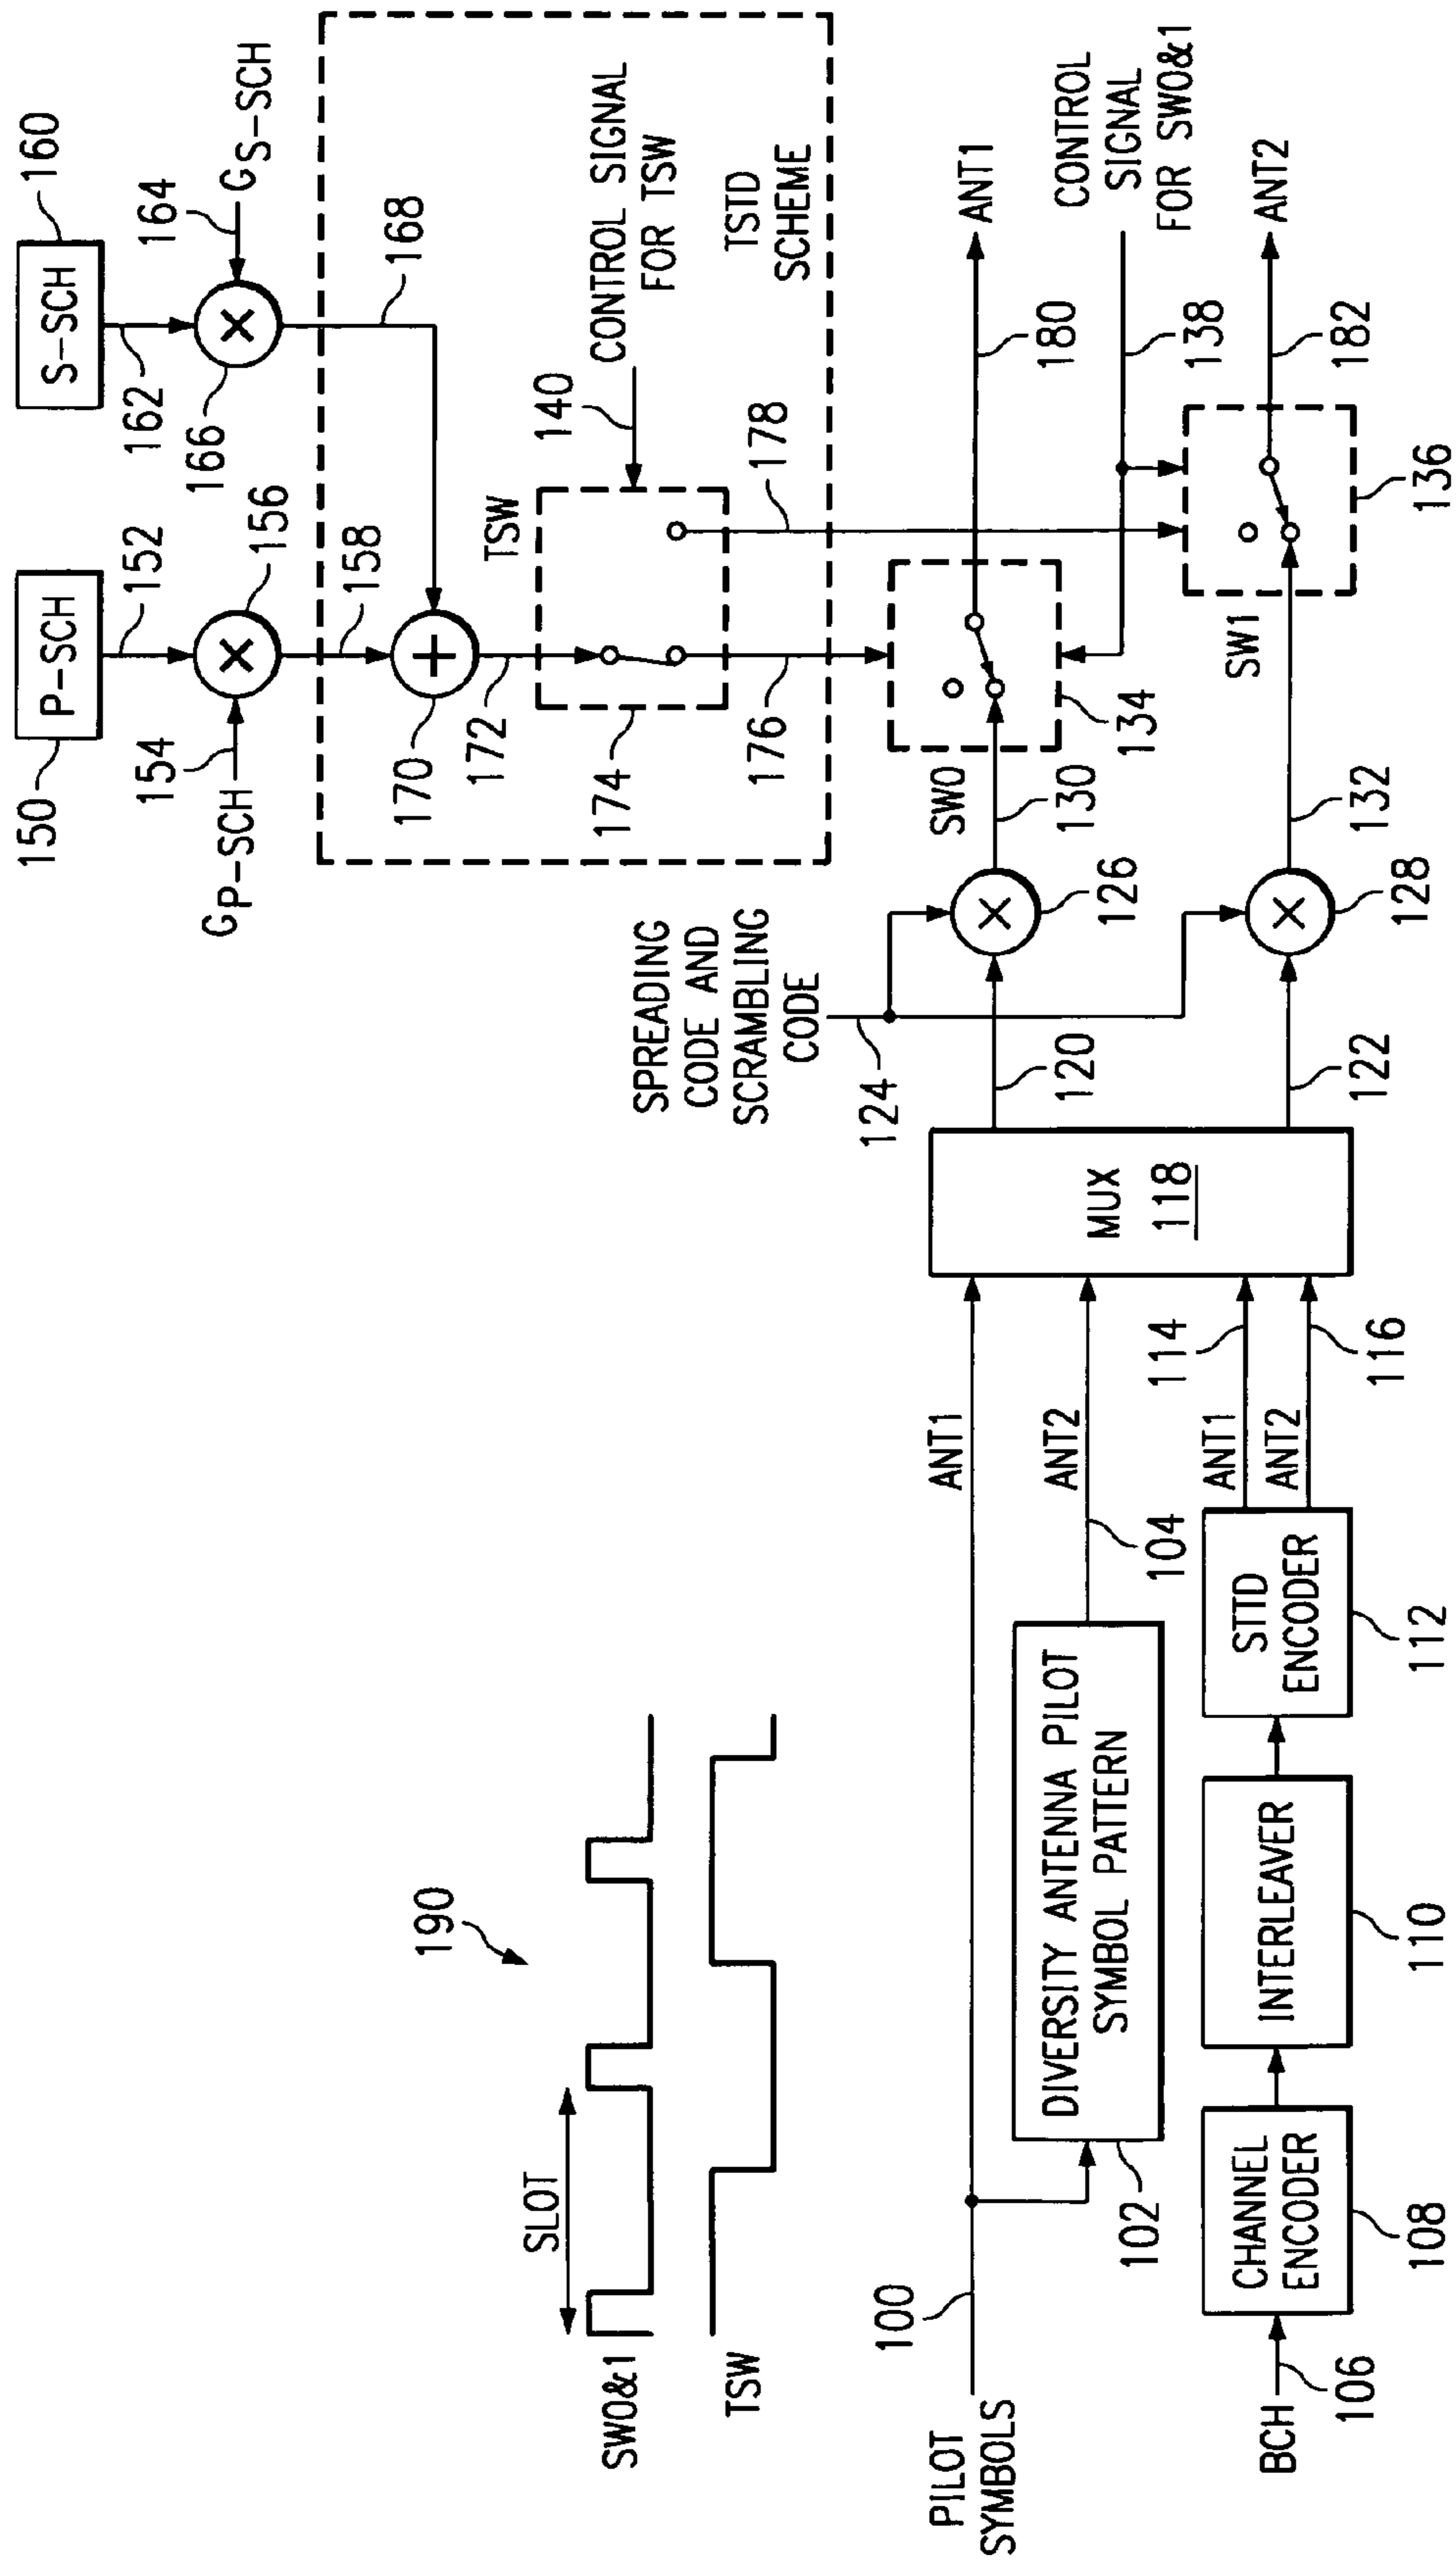 190
SLOT
SW0&1
TSW
PILOT
SYMBOLS
100
ANT1
DIVERSITY ANTENNA PILOT
SYMBOL PATTERN
102
ANT2
104
BCH
106
CHANNEL
ENCODER
108
INTERLEAVER
110
STTD
ENCODER
112
ANT1
114
ANT2
116
MUX
118
120
122
SPREADING
CODE AND
SCRAMBLING
CODE
124
126
128
130
132
SW0
134
SW1
136
150
P-SCH
152
154
GP-SCH
156
158
S-SCH
160
162
164
GS-SCH
166
168
170
172
TSW
174
140
CONTROL SIGNAL
FOR TSW
TSTD
SCHEME
176
178
ANT1
180
CONTROL
SIGNAL
FOR SW0&1
138
ANT2
182